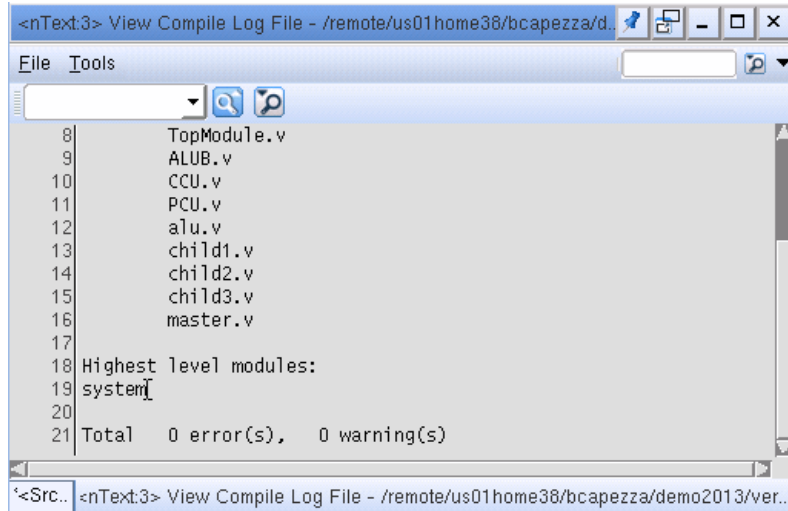 <nText:3> View Compile Log File - /remote/us01home38/bcapezza/d..
File Tools
8 TopModule.v
9 ALUB.v
10 CCU.v
11 PCU.v
12 alu.v
13 child1.v
14 child2.v
15 child3.v
16 master.v
17
18 Highest level modules:
19 system
20
21 Total 0 error(s), 0 warning(s)
*<Src.. <nText:3> View Compile Log File - /remote/us01home38/bcapezza/demo2013/ver..